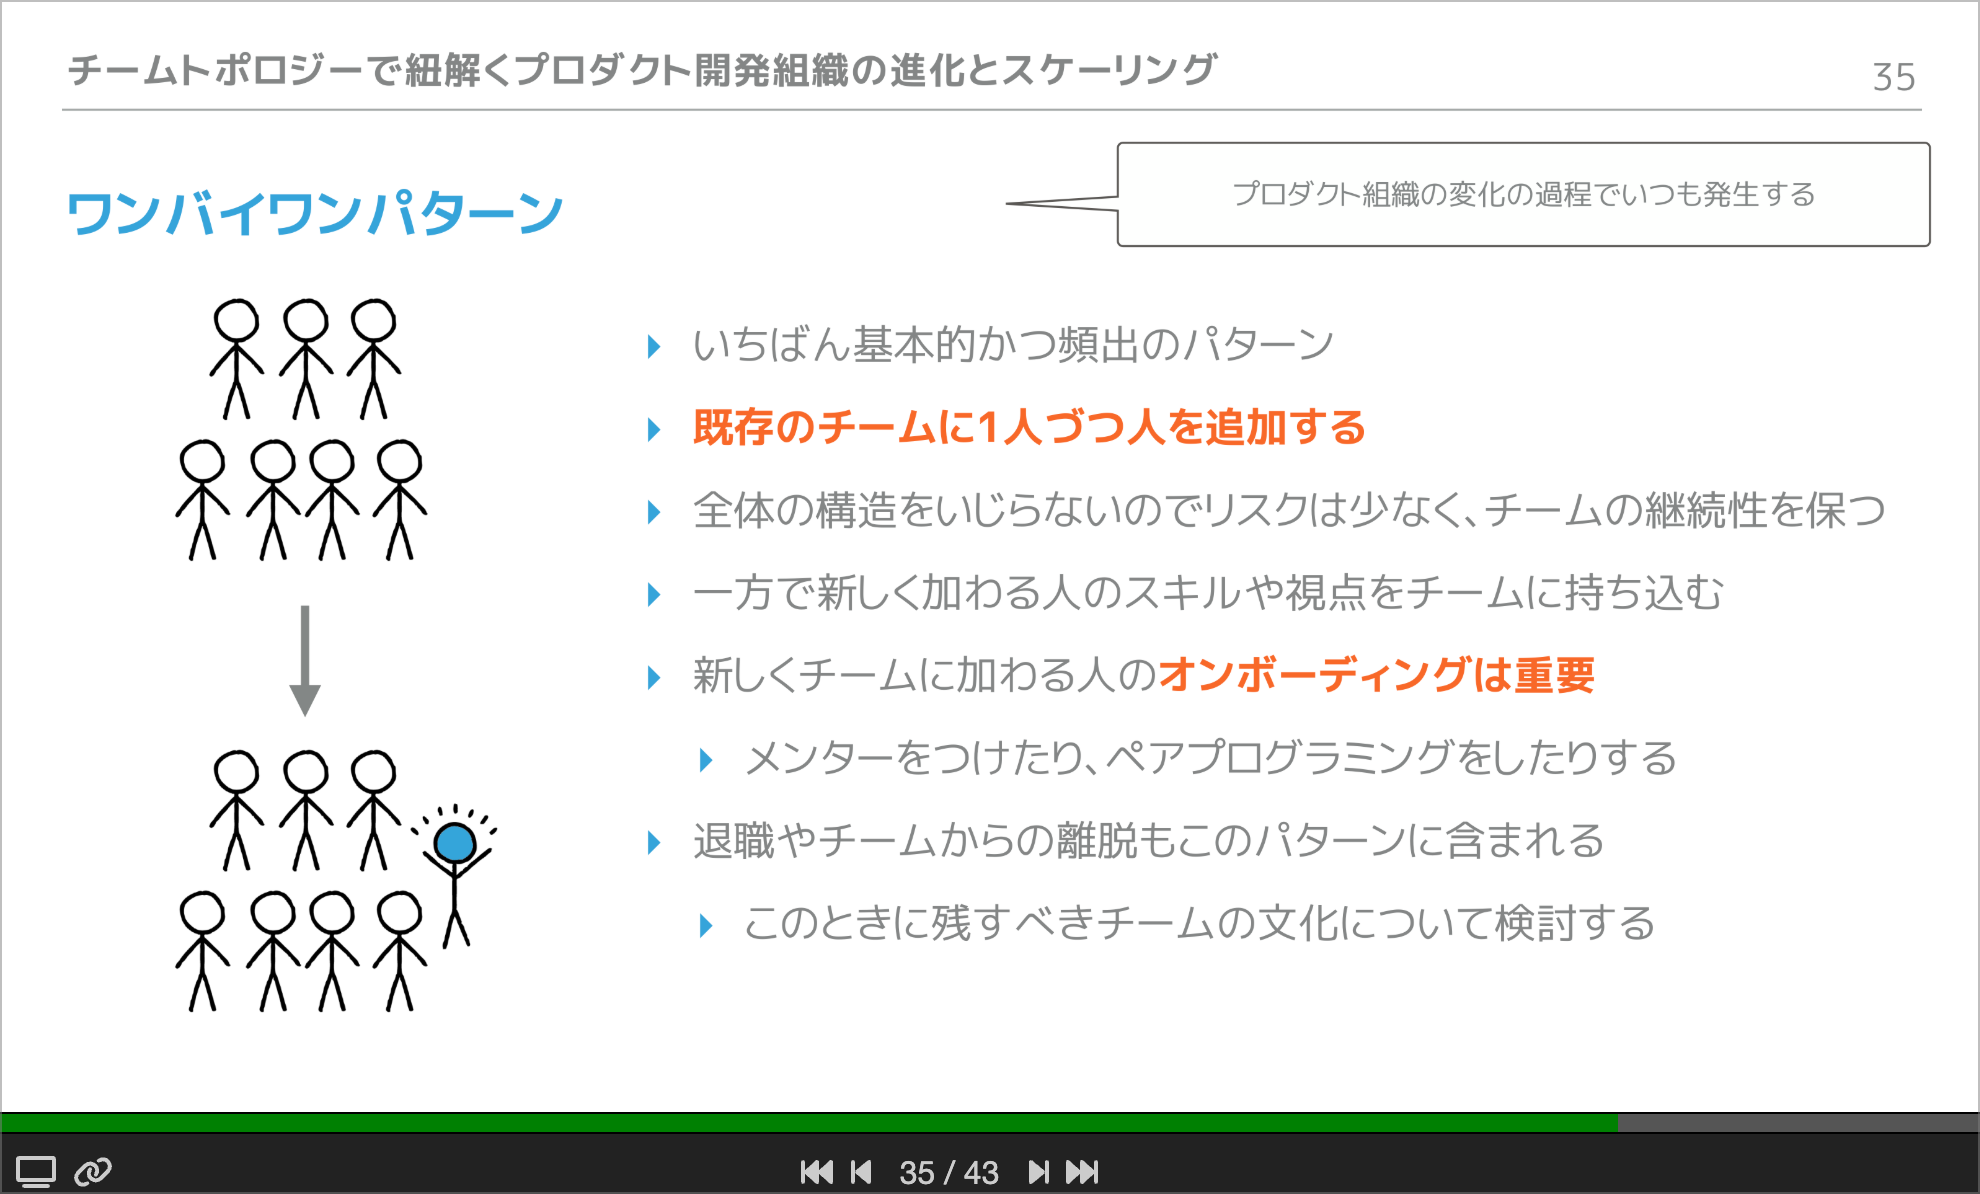 チームトポロジーで紐解くプロダクト開発組織の進化とスケーリング
35
ワンバイワンパターン
プロダクト組織の変化の過程でいつも発生する
いちばん基本的かつ頻出のパターン
既存のチームに1人づつ人を追加する
全体の構造をいじらないのでリスクは少なく、チームの継続性を保つ
一方で新しく加わる人のスキルや視点をチームに持ち込む
新しくチームに加わる人のオンボーディングは重要
メンターをつけたり、ペアプログラミングをしたりする
退職やチームからの離脱もこのパターンに含まれる
このときに残すべきチームの文化について検討する
35 / 43